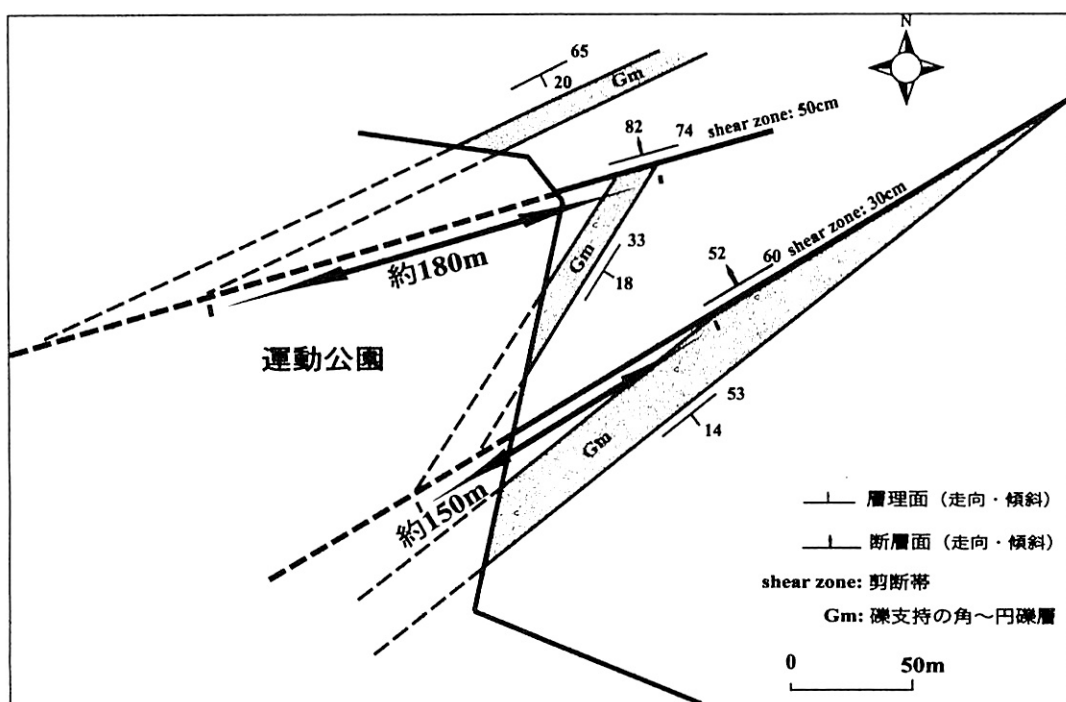 N
65
20
Gm
82
74
shear zone: 50cm
33
18
Gm
約180m
運動公園
52
60
shear zone: 30cm
53
14
Gm
約150m
層理面（走向・傾斜）
断層面（走向・傾斜）
shear zone: 剪断帯
Gm: 礫支持の角～円礫層
0
50m